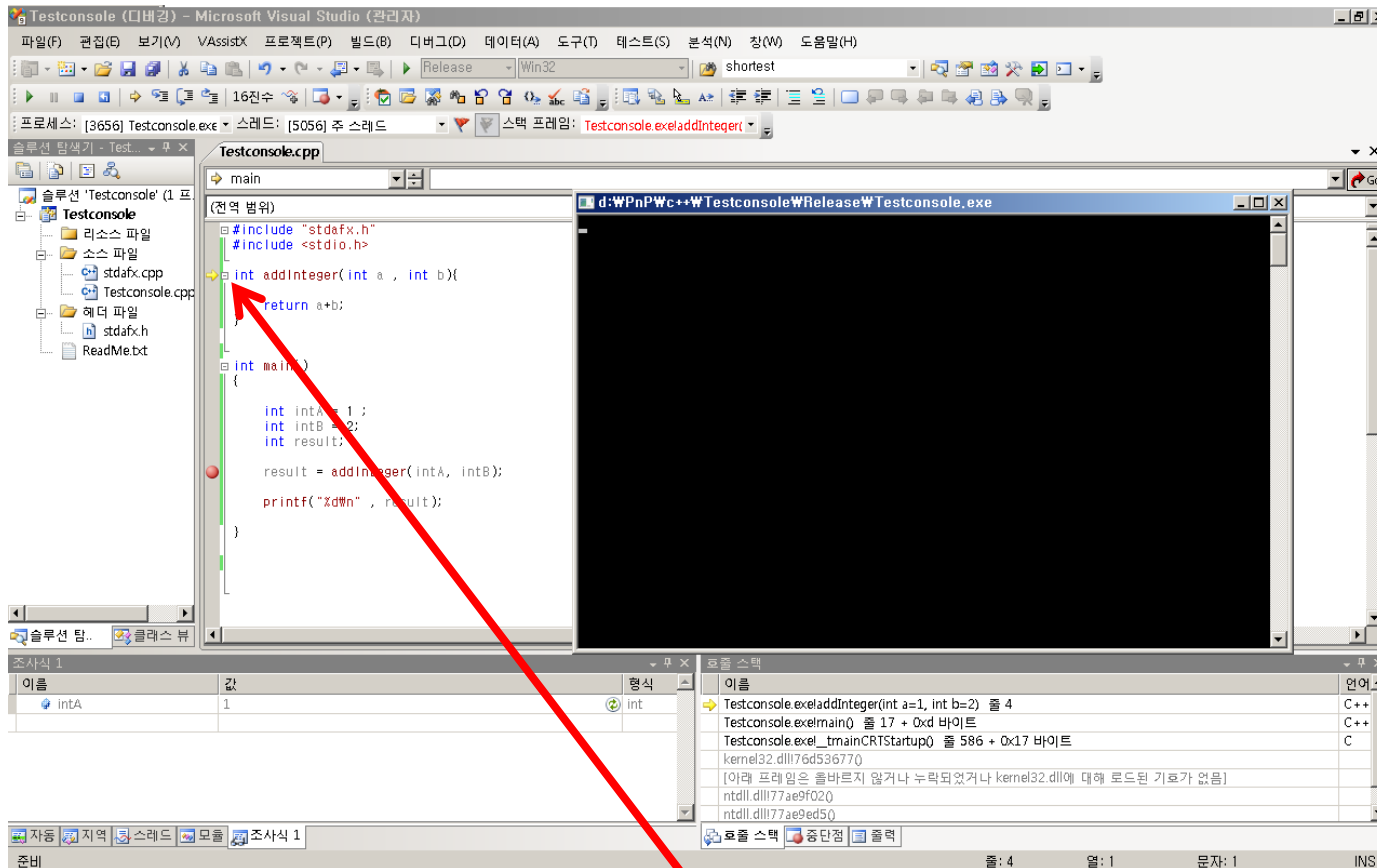 Testconsole (디버깅) - Microsoft Visual Studio (관리자)
파일(F) 편집(E) 보기(V) VAssistX 프로젝트(P) 빌드(B) 디버그(D) 데이터(A) 도구(T) 테스트(S) 분석(N) 창(W) 도움말(H)
Release Win32 shortest
16진수
프로세스: [3656] Testconsole.exe 스레드: [5056] 주 스레드 스택 프레임: Testconsole.exe!addInteger(
솔루션 탐색기 - Test...
Testconsole.cpp
main
Go
(전역 범위)
솔루션 'Testconsole' (1 프
Testconsole
리소스 파일
소스 파일
stdafx.cpp
Testconsole.cpp
헤더 파일
stdafx.h
ReadMe.txt
슬루션 탐.. 클래스 뷰
#include "stdafx.h"
#include <stdio.h>
int addInteger(int a , int b){
return a+b;
}
int main()
{
int intA = 1 ;
int intB = 2;
int result;
result = addInteger(intA, intB);
printf("%d₩n" , result);
}
d:₩PnP₩c++₩Testconsole₩Release₩Testconsole.exe
조사식 1
이름 값 형식
intA 1 int
자동 지역 스레드 모듈 조사식 1
호출 스택
이름 언어
Testconsole.exe!addInteger(int a=1, int b=2) 줄 4 C++
Testconsole.exe!main() 줄 17 + 0xd 바이트 C++
Testconsole.exe!__tmainCRTStartup() 줄 586 + 0x17 바이트 C
kernel32.dll!76d53677()
[아래 프레임은 올바르지 않거나 누락되었거나 kernel32.dll에 대해 로드된 기호가 없음]
ntdll.dll!77ae9f02()
ntdll.dll!77ae9ed5()
호출 스택 중단점 출력
준비 줄: 4 열: 1 문자: 1 INS